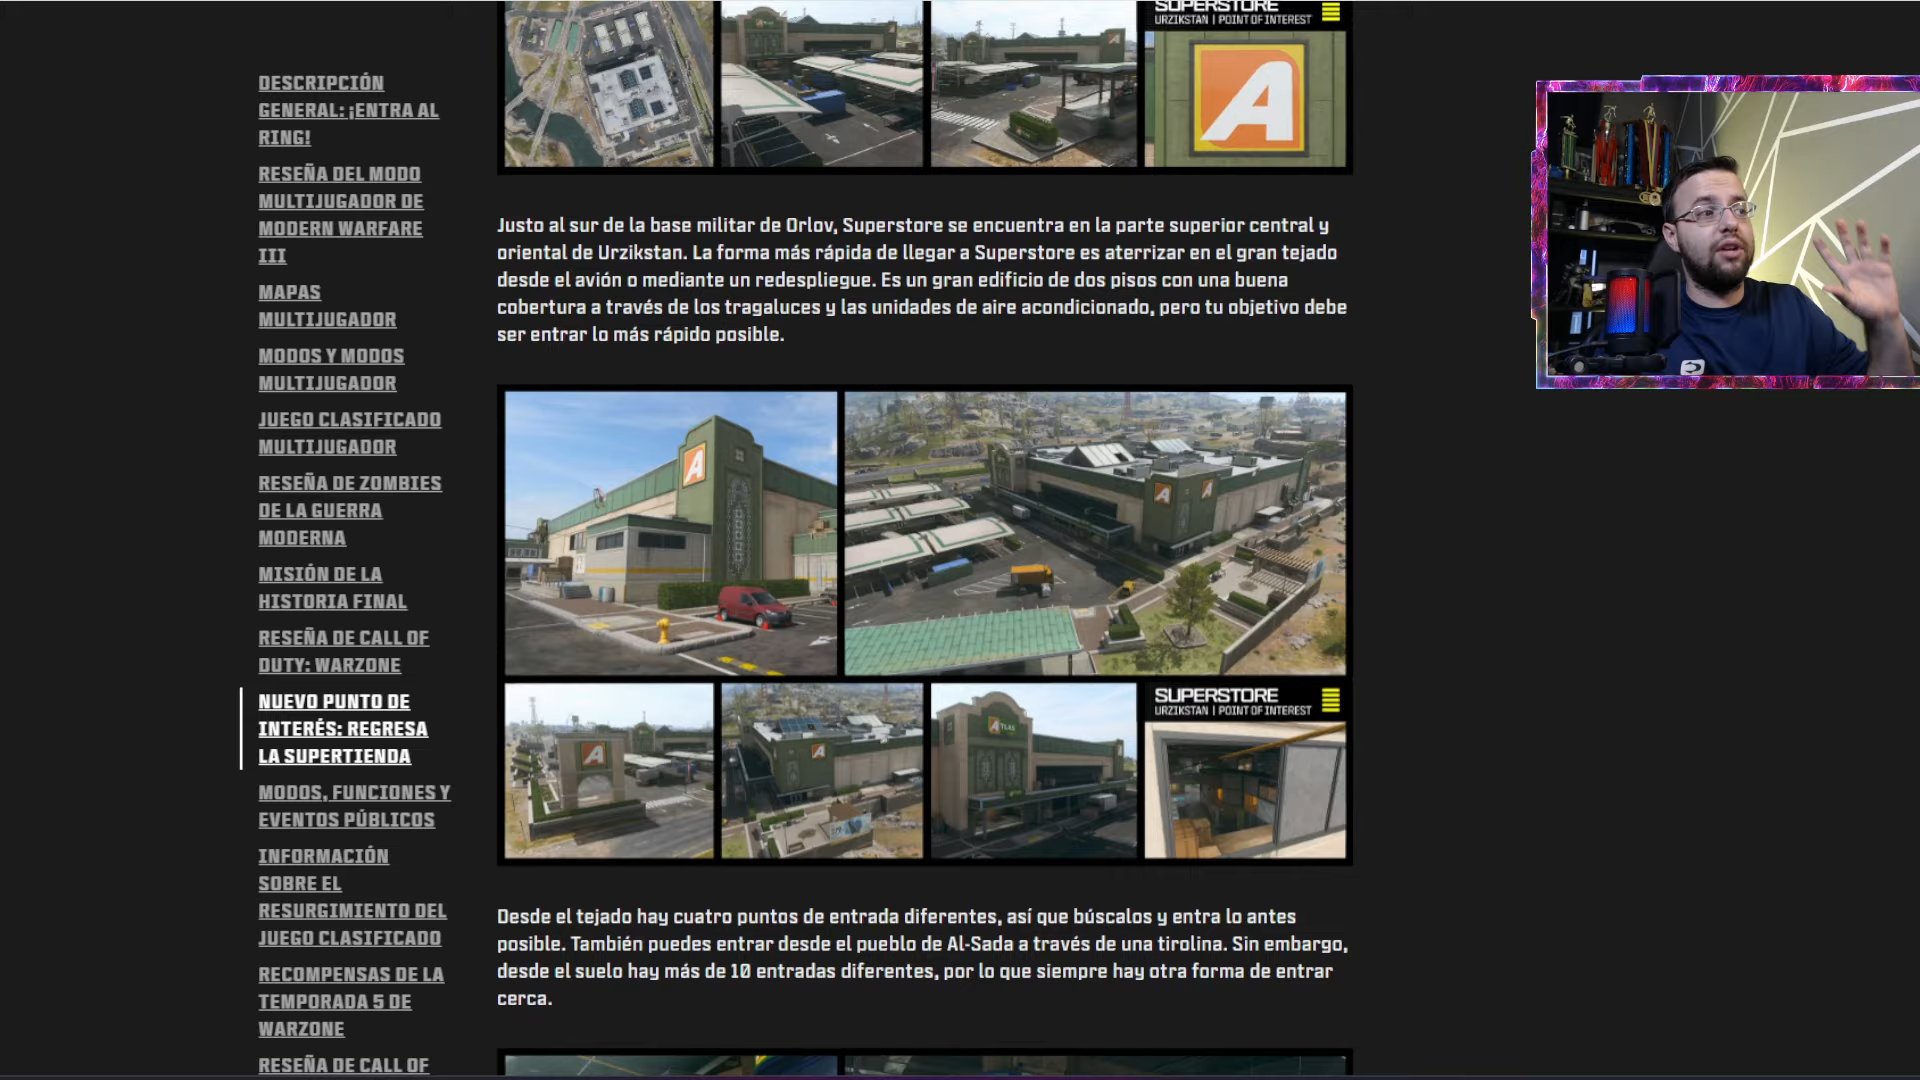 DESCRIPCIÓN
GENERAL: ¡ENTRA AL
RING!
RESEÑA DEL MODO
MULTIJUGADOR DE
MODERN WARFARE
III
MAPAS
MULTIJUGADOR
MODOS Y MODOS
MULTIJUGADOR
JUEGO CLASIFICADO
MULTIJUGADOR
RESEÑA DE ZOMBIES
DE LA GUERRA
MODERNA
MISIÓN DE LA
HISTORIA FINAL
RESEÑA DE CALL OF
DUTY: WARZONE
NUEVO PUNTO DE
INTERÉS: REGRESA
LA SUPERTIENDA
MODOS, FUNCIONES Y
EVENTOS PÚBLICOS
INFORMACIÓN
SOBRE EL
RESURGIMIENTO DEL
JUEGO CLASIFICADO
RECOMPENSAS DE LA
TEMPORADA 5 DE
WARZONE
RESEÑA DE CALL OF
SUPERSTORE
URZIKSTAN | POINT OF INTEREST
A
Justo al sur de la base militar de Orlov, Superstore se encuentra en la parte superior central y
oriental de Urzikstan. La forma más rápida de llegar a Superstore es aterrizar en el gran tejado
desde el avión o mediante un redespliegue. Es un gran edificio de dos pisos con una buena
cobertura a través de los tragaluces y las unidades de aire acondicionado, pero tu objetivo debe
ser entrar lo más rápido posible.
A
A
A
A
A
ATLAS
SUPERSTORE
URZIKSTAN | POINT OF INTEREST
Desde el tejado hay cuatro puntos de entrada diferentes, así que búscalos y entra lo antes
posible. También puedes entrar desde el pueblo de Al-Sada a través de una tirolina. Sin embargo,
desde el suelo hay más de 10 entradas diferentes, por lo que siempre hay otra forma de entrar
cerca.